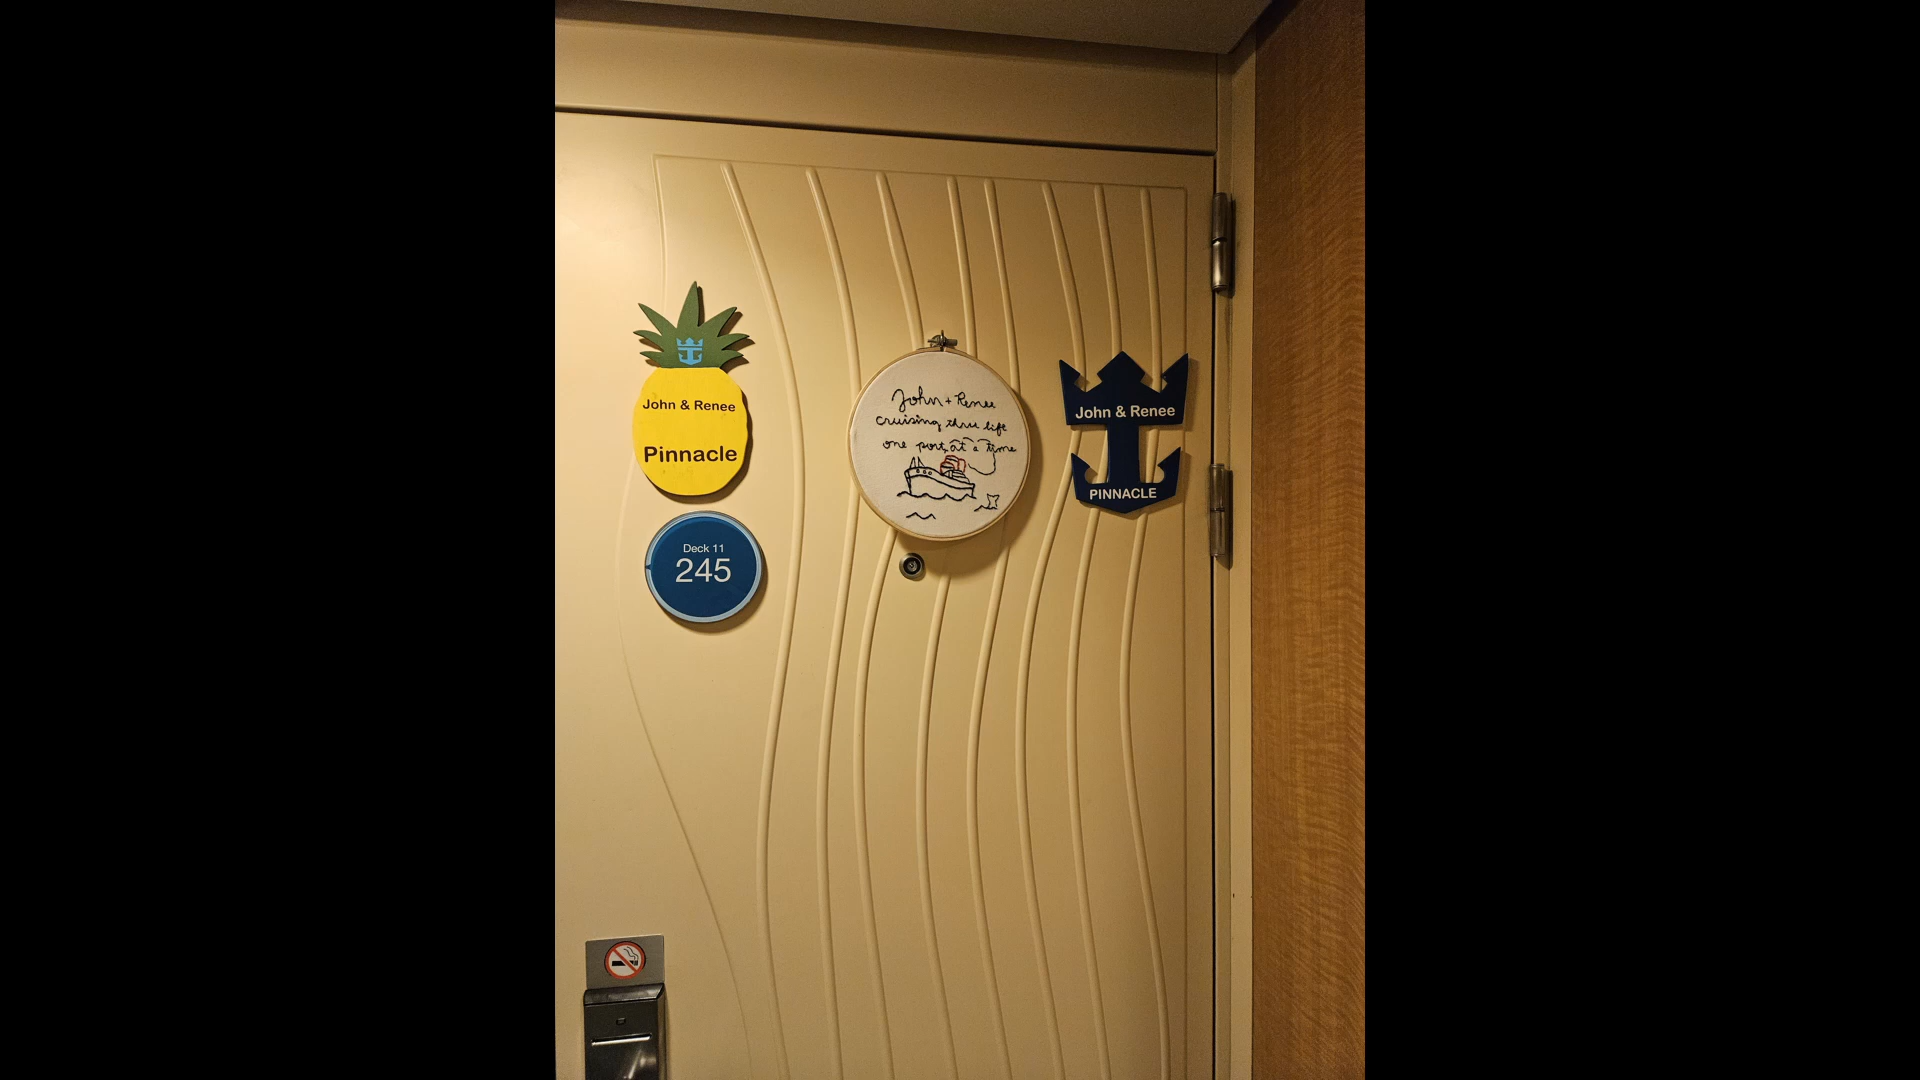 John & Renee
Pinnacle
Deck 11
245
John + Renee
cruising thru life
one port at a time
John & Renee
PINNACLE